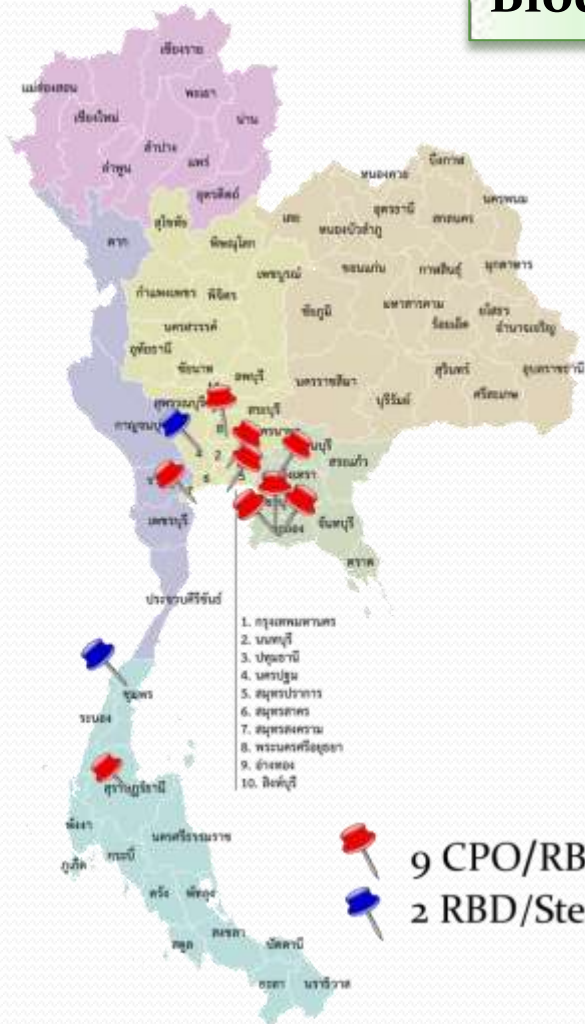 เชียงราย
แม่ฮ่องสอน
พะเยา
เชียงใหม่
น่าน
ลำปาง
ลำพูน
แพร่
อุตรดิตถ์
บึงกาฬ
หนองคาย
นครพนม
อุดรธานี
สกลนคร
เลย
หนองบัวลำภู
สุโขทัย
ตาก
พิษณุโลก
เพชรบูรณ์
ขอนแก่น
กาฬสินธุ์
มุกดาหาร
กำแพงเพชร
พิจิตร
ชัยภูมิ
มหาสารคาม
ร้อยเอ็ด
ยโสธร
อำนาจเจริญ
นครสวรรค์
อุทัยธานี
ชัยนาท
ลพบุรี
นครราชสีมา
บุรีรัมย์
สุรินทร์
ศรีสะเกษ
อุบลราชธานี
สุพรรณบุรี
สระบุรี
8
4
2
6
5
สระแก้ว
จันทบุรี
ตราด
เพชรบุรี
ประจวบคีรีขันธ์
1. กรุงเทพมหานคร
2. นนทบุรี
3. ปทุมธานี
4. นครปฐม
5. สมุทรปราการ
6. สมุทรสาคร
7. สมุทรสงคราม
8. พระนครศรีอยุธยา
9. อ่างทอง
10. สิงห์บุรี
ชุมพร
ระนอง
สุราษฎร์ธานี
พังงา
นครศรีธรรมราช
กระบี่
ภูเก็ต
ตรัง
พัทลุง
สงขลา
สตูล
ปัตตานี
ยะลา
นราธิวาส
9 CPO/RB
2 RBD/Ste